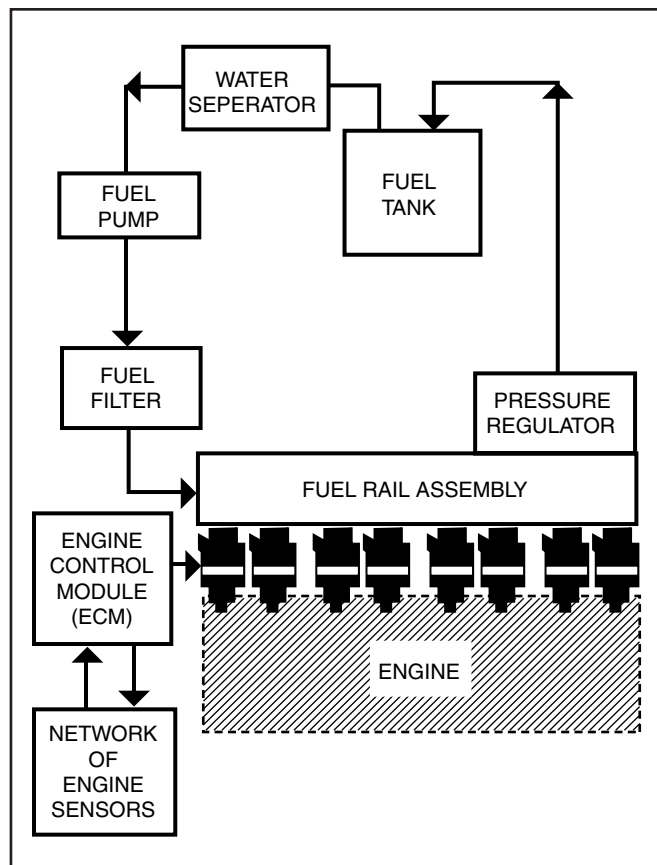 WATER
SEPERATOR
FUEL
TANK
FUEL
PUMP
FUEL
FILTER
PRESSURE
REGULATOR
FUEL RAIL ASSEMBLY
ENGINE
CONTROL
MODULE
(ECM)
ENGINE
NETWORK
OF
ENGINE
SENSORS